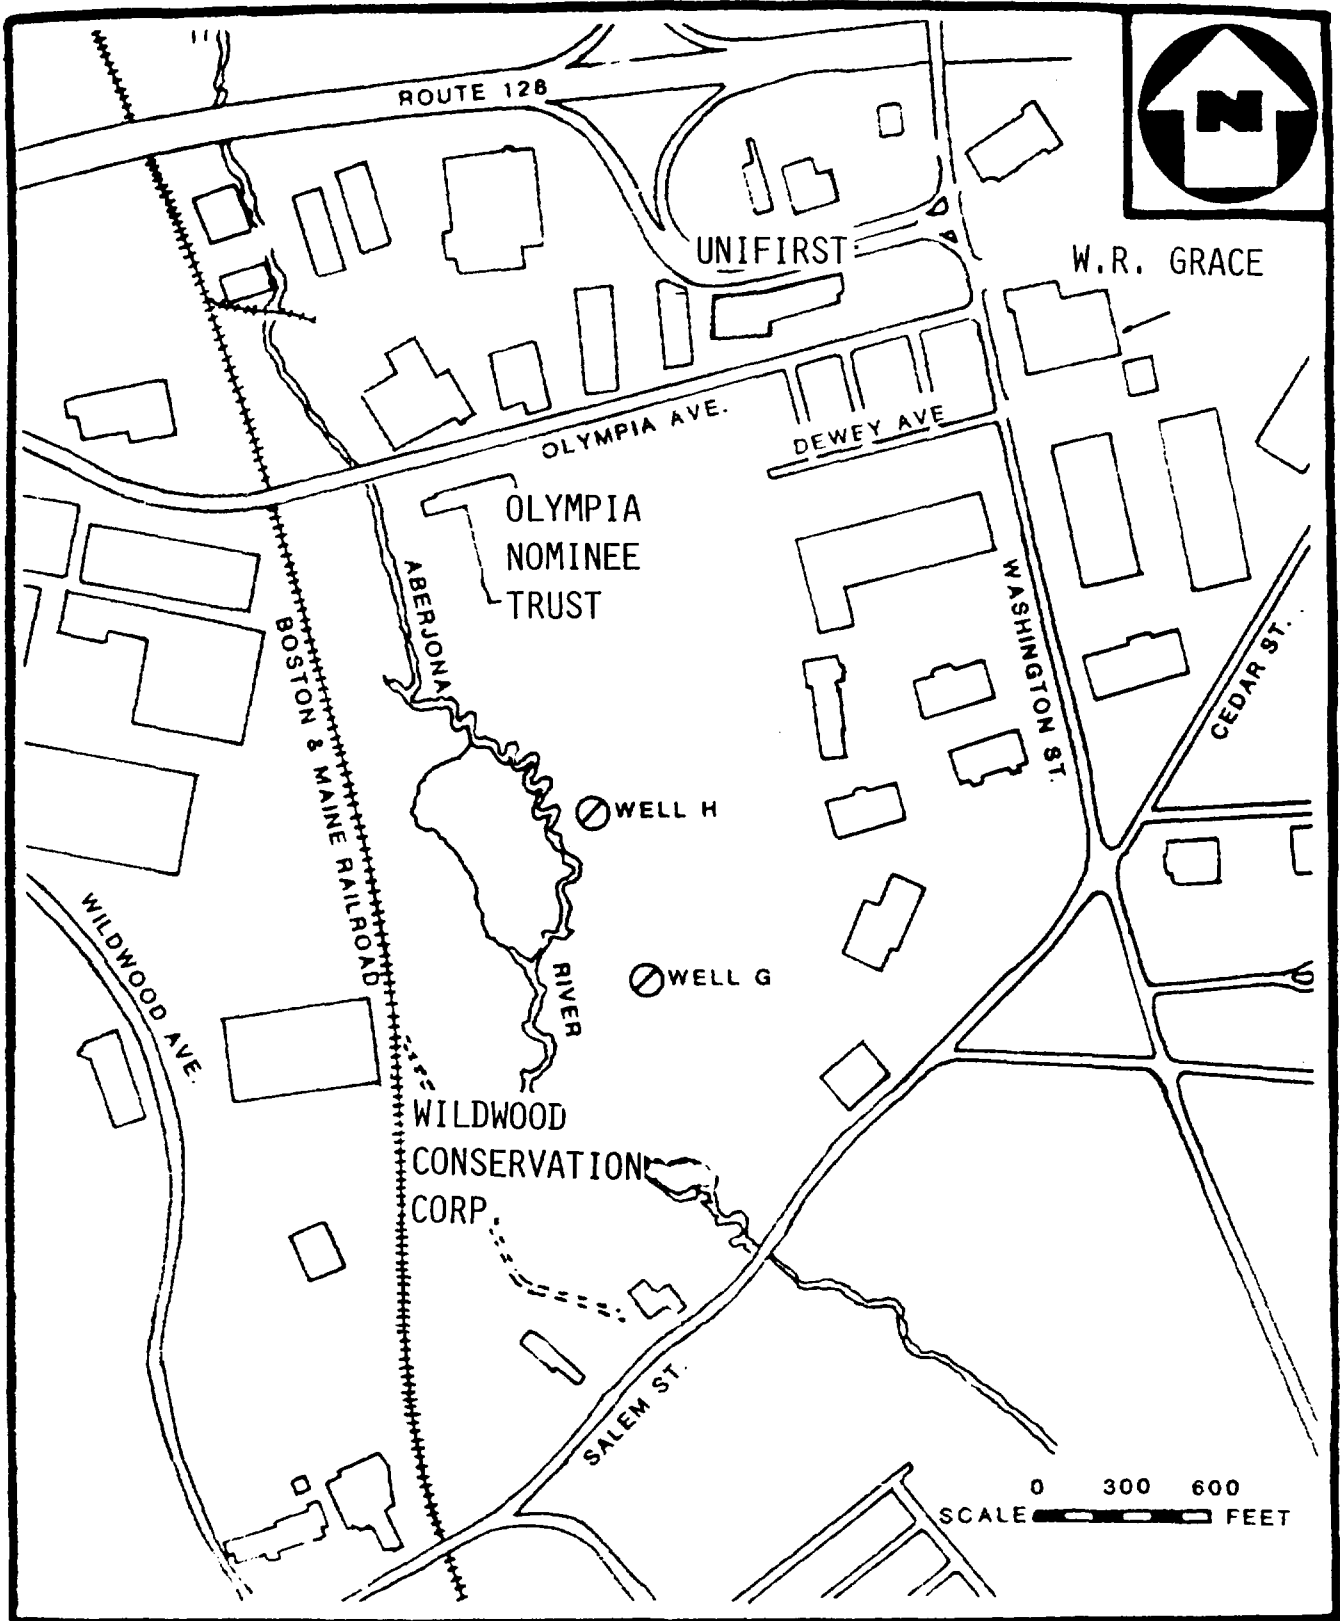 ROUTE 128
N
UNIFIRST
W.R. GRACE
OLYMPIA AVE.
DEWEY AVE
OLYMPIA
NOMINEE
TRUST
ABERJONA
WASHINGTON ST.
CEDAR ST.
BOSTON & MAINE RAILROAD
WELL H
WILDWOOD AVE.
RIVER
WELL G
WILDWOOD
CONSERVATION
CORP.
SALEM ST.
0 300 600
SCALE FEET